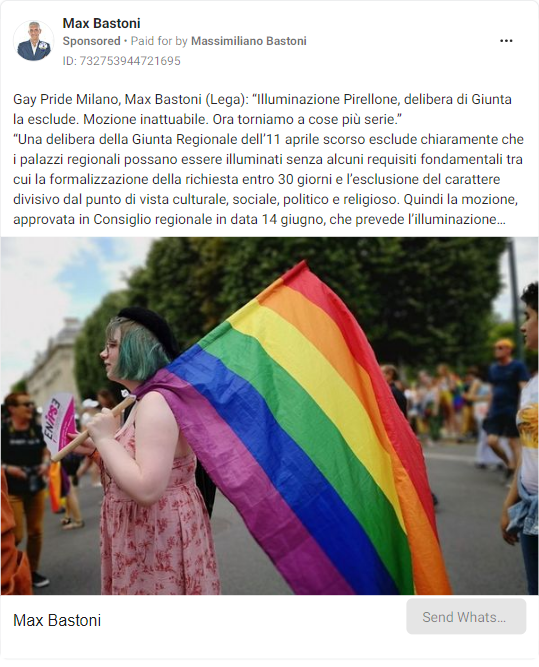 Max Bastoni
Sponsored • Paid for by Massimiliano Bastoni
ID: 732753944721695
Gay Pride Milano, Max Bastoni (Lega): “Illuminazione Pirellone, delibera di Giunta
la esclude. Mozione inattuabile. Ora torniamo a cose più serie.”
“Una delibera della Giunta Regionale dell’11 aprile scorso esclude chiaramente che
i palazzi regionali possano essere illuminati senza alcuni requisiti fondamentali tra
cui la formalizzazione della richiesta entro 30 giorni e l’esclusione del carattere
divisivo dal punto di vista culturale, sociale, politico e religioso. Quindi la mozione,
approvata in Consiglio regionale in data 14 giugno, che prevede l’illuminazione…
Max Bastoni
Send Whats…